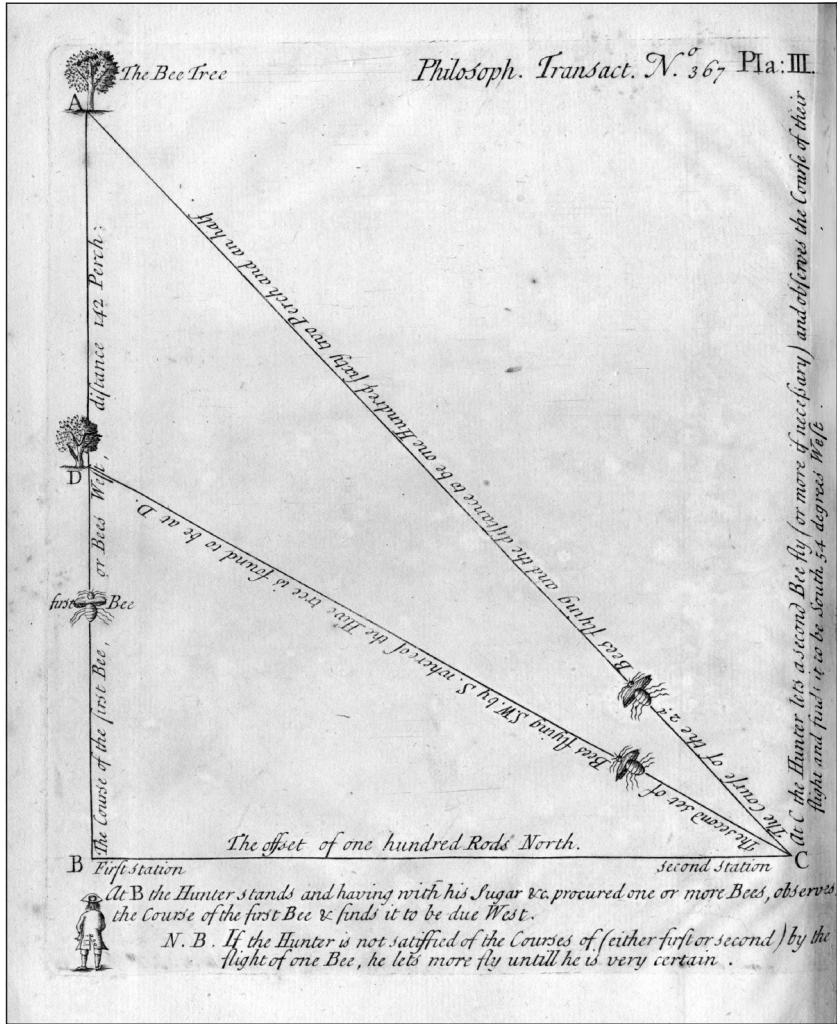 Philosoph. Transact. N.º 367 Pla: III.
The Bee Tree
A
D
first Bee
The Course of the first Bee, or Bees West, distance 142 Perch;
The Course of the 2.d Bees flying and the distance to be one Hundred sixty two Perch and an half
The second set of Bees flying S.W. by S. whereof the Hive tree is found to be at D.
At C the Hunter lets a second Bee fly (or more if necessary) and observes the Course of their
flight and finds it to be South 54 degrees West
The offset of one hundred Rods North.
B First station second station C
At B the Hunter stands and having with his Sugar &c. procured one or more Bees, observes
the Course of the first Bee & finds it to be due West.
N. B. If the Hunter is not satisfied of the Courses of (either first or second) by the
flight of one Bee, he lets more fly untill he is very certain.